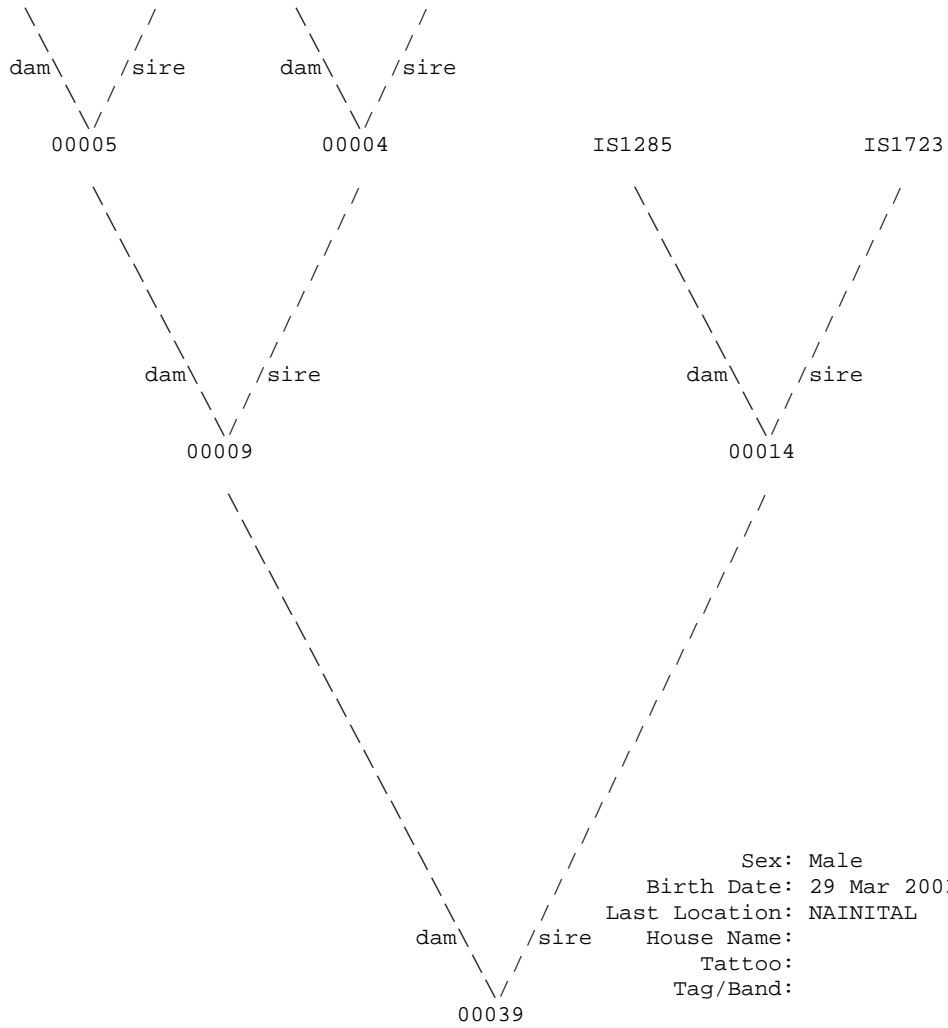 dam sire dam sire
00005 00004 IS1285 IS1723
dam sire dam sire
00009 00014
Sex: Male
Birth Date: 29 Mar
Last Location: NAINITAL
dam sire House Name:
Tattoo:
Tag/Band:
00039